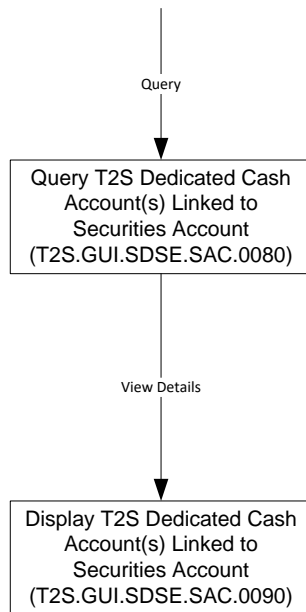 Query
Query T2S Dedicated Cash
Account(s) Linked to
Securities Account
(T2S.GUI.SDSE.SAC.0080)
View Details
Display T2S Dedicated Cash
Account(s) Linked to
Securities Account
(T2S.GUI.SDSE.SAC.0090)